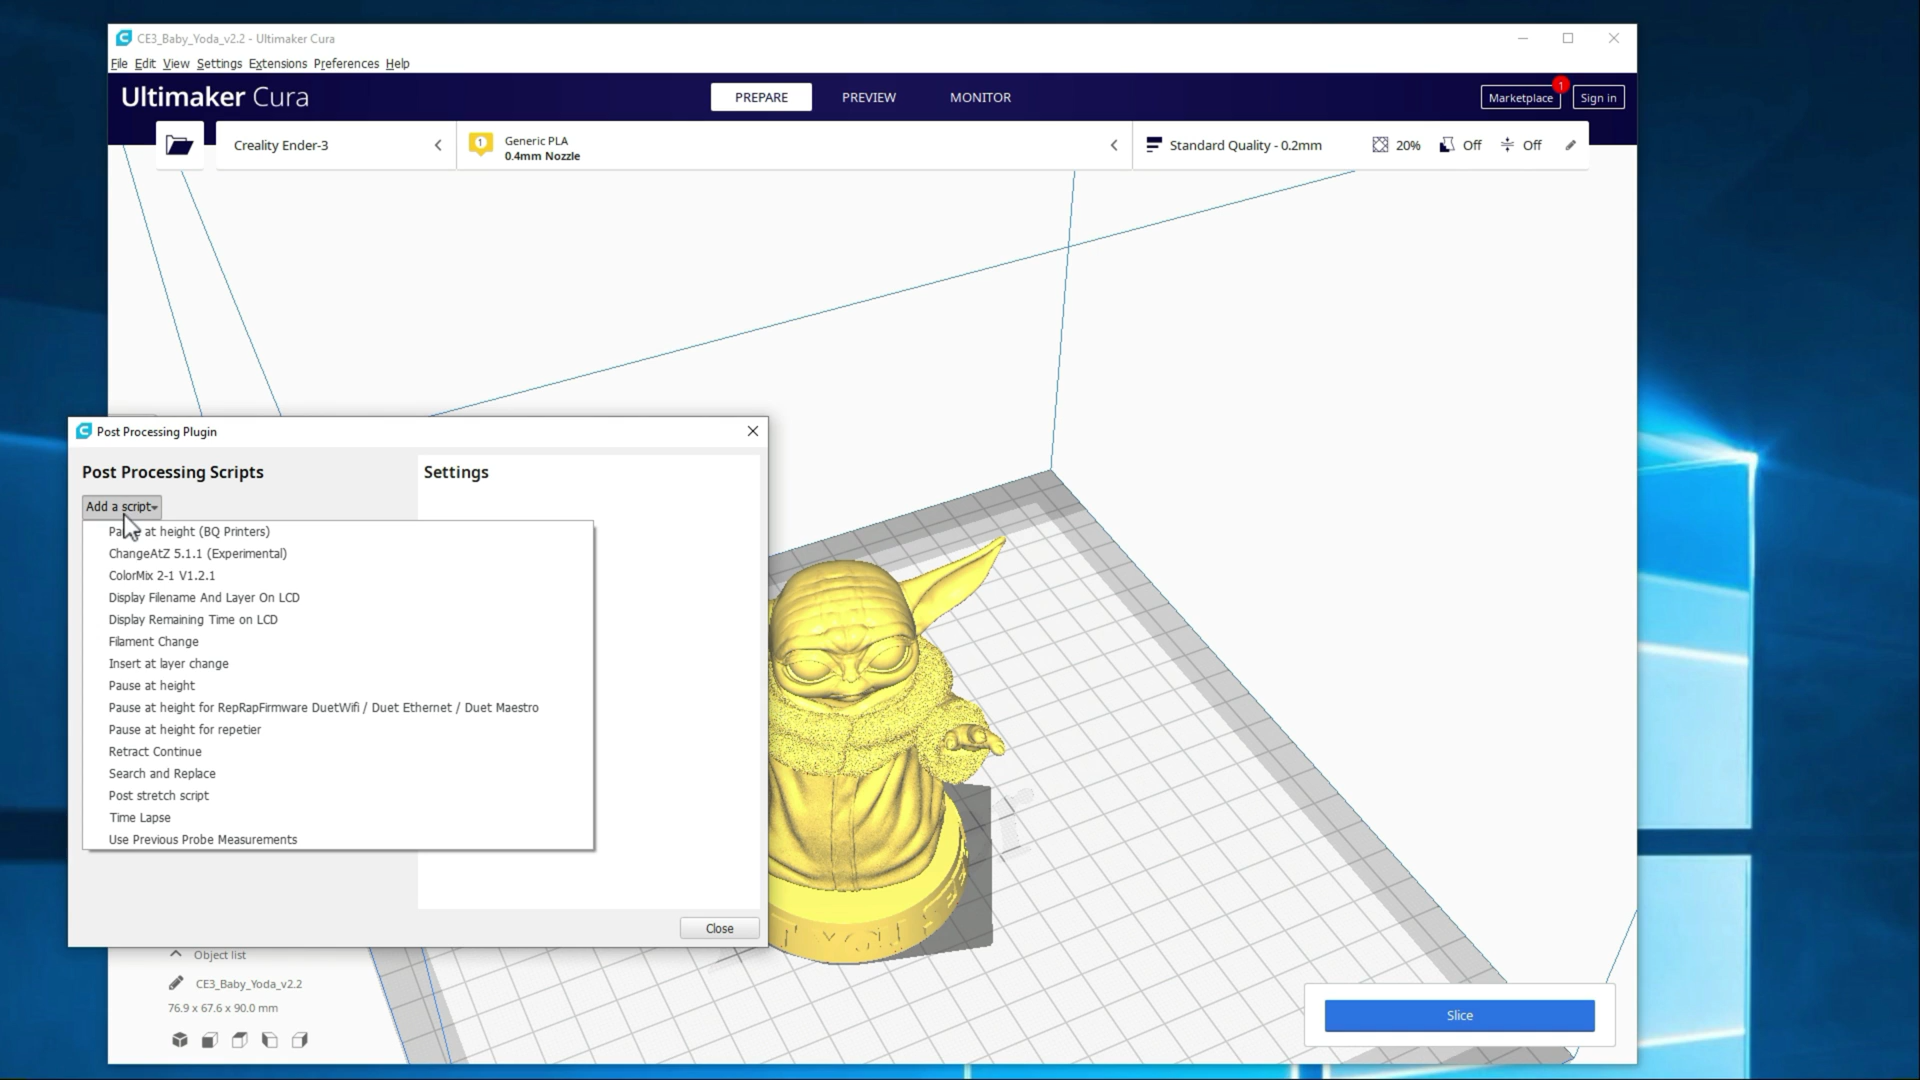 CE3_Baby_Yoda_v2.2 - Ultimaker Cura
File Edit View Settings Extensions Preferences Help
Ultimaker Cura
PREPARE
PREVIEW
MONITOR
Marketplace
1
Sign in
Creality Ender-3
1
Generic PLA
0.4mm Nozzle
Standard Quality - 0.2mm
20%
Off
Off
Post Processing Plugin
Post Processing Scripts
Settings
Add a script
at height (BQ Printers)
ChangeAtZ 5.1.1 (Experimental)
ColorMix 2-1 V1.2.1
Display Filename And Layer On LCD
Display Remaining Time on LCD
Filament Change
Insert at layer change
Pause at height
Pause at height for RepRapFirmware DuetWifi / Duet Ethernet / Duet Maestro
Pause at height for repetier
Retract Continue
Search and Replace
Post stretch script
Time Lapse
Use Previous Probe Measurements
Close
YOU
Object list
CE3_Baby_Yoda_v2.2
76.9 x 67.6 x 90.0 mm
Slice